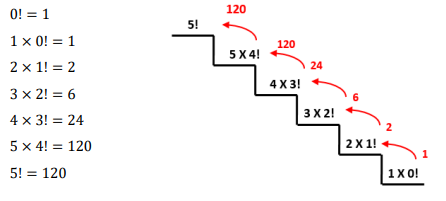 0! = 1
1 × 0! = 1
2 × 1! = 2
3 × 2! = 6
4 × 3! = 24
5 × 4! = 120
5! = 120
120
5!
120
5 X 4!
24
4 X 3!
6
3 X 2!
2
2 X 1!
1
1 X 0!